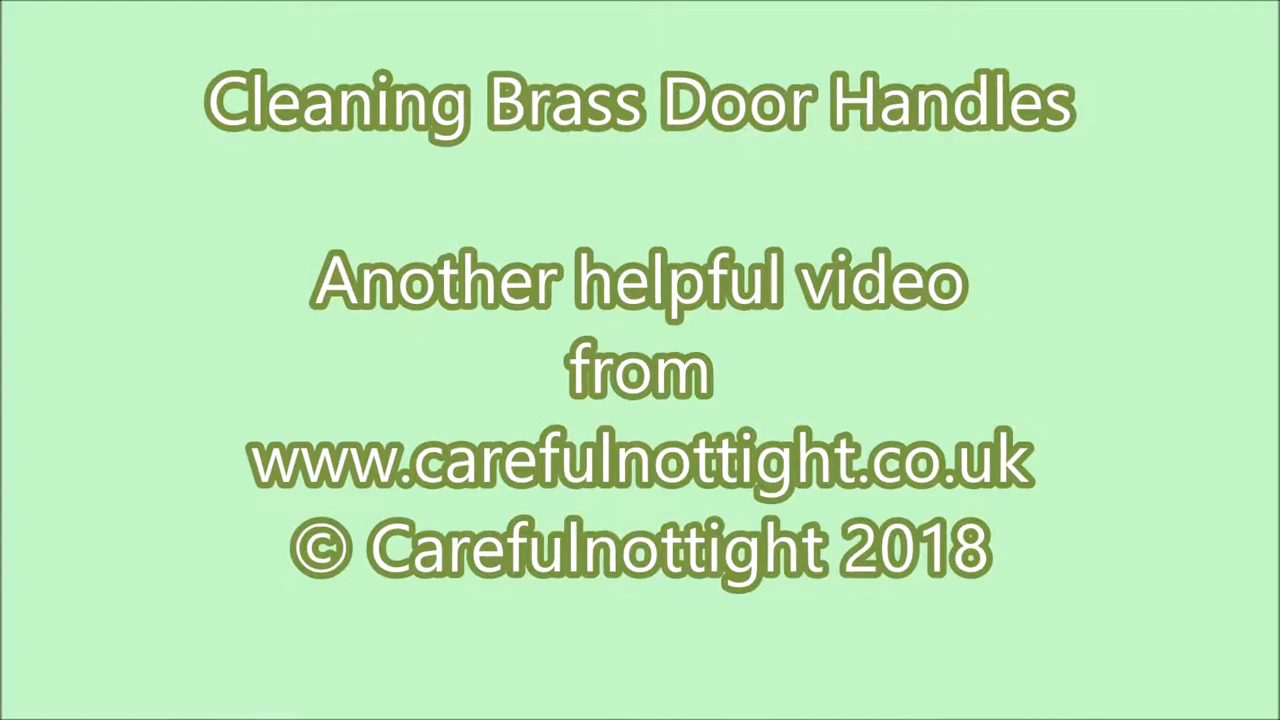 Cleaning Brass Door Handles
Another helpful video
from
www.carefulnottight.co.uk
© Carefulnottight 2018